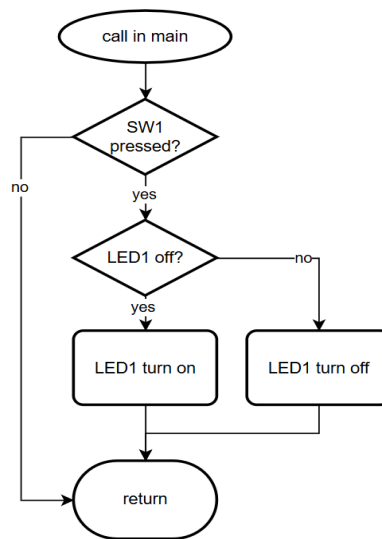 call in main
SW1
pressed?
no
yes
LED1 off?
no
yes
LED1 turn on
LED1 turn off
return